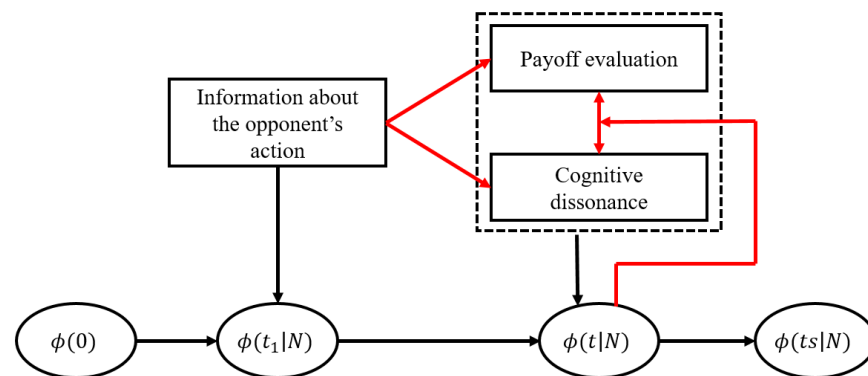 Payoff evaluation
Information about
the opponent's
action
Cognitive
dissonance
𝜙(0)
𝜙(𝑡₁|𝑁)
𝜙(𝑡|𝑁)
𝜙(𝑡𝑠|𝑁)